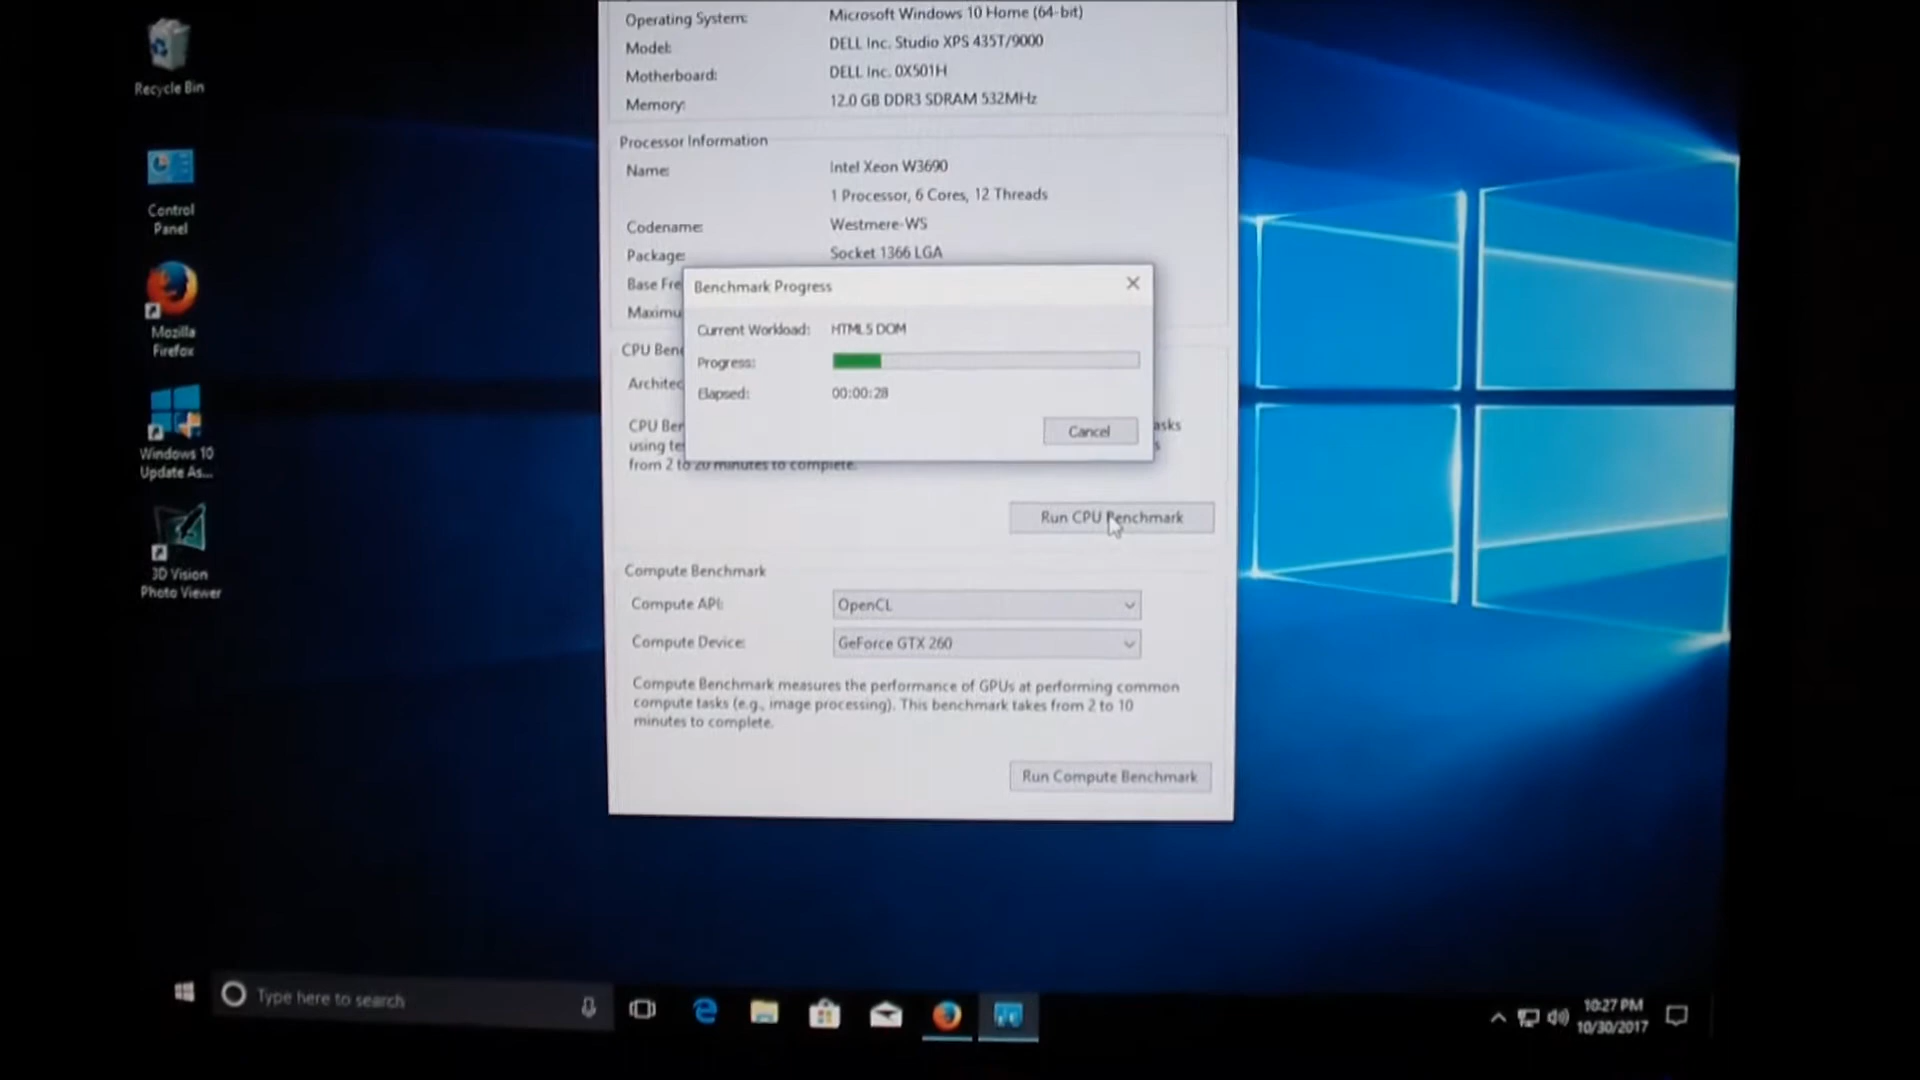 Recycle Bin
Control
Panel
Mozilla
Firefox
Windows 10
Update As...
3D Vision
Photo Viewer
Operating System: Microsoft Windows 10 Home (64-bit)
Model: DELL Inc. Studio XPS 435T/9000
Motherboard: DELL Inc. 0X501H
Memory: 12.0 GB DDR3 SDRAM 532MHz
Processor Information
Name: Intel Xeon W3690
1 Processor, 6 Cores, 12 Threads
Codename: Westmere-WS
Package: Socket 1366 LGA
Base Fre
Maximu
CPU Ben
Architec
CPU Ben asks
using te s
from 2 to 20 minutes to complete.
Benchmark Progress
Current Workload: HTML5 DOM
Progress:
Elapsed: 00:00:28
Cancel
Run CPU Benchmark
Compute Benchmark
Compute API: OpenCL
Compute Device: GeForce GTX 260
Compute Benchmark measures the performance of GPUs at performing common
compute tasks (e.g., image processing). This benchmark takes from 2 to 10
minutes to complete.
Run Compute Benchmark
Type here to search
10:27 PM
10/30/2017